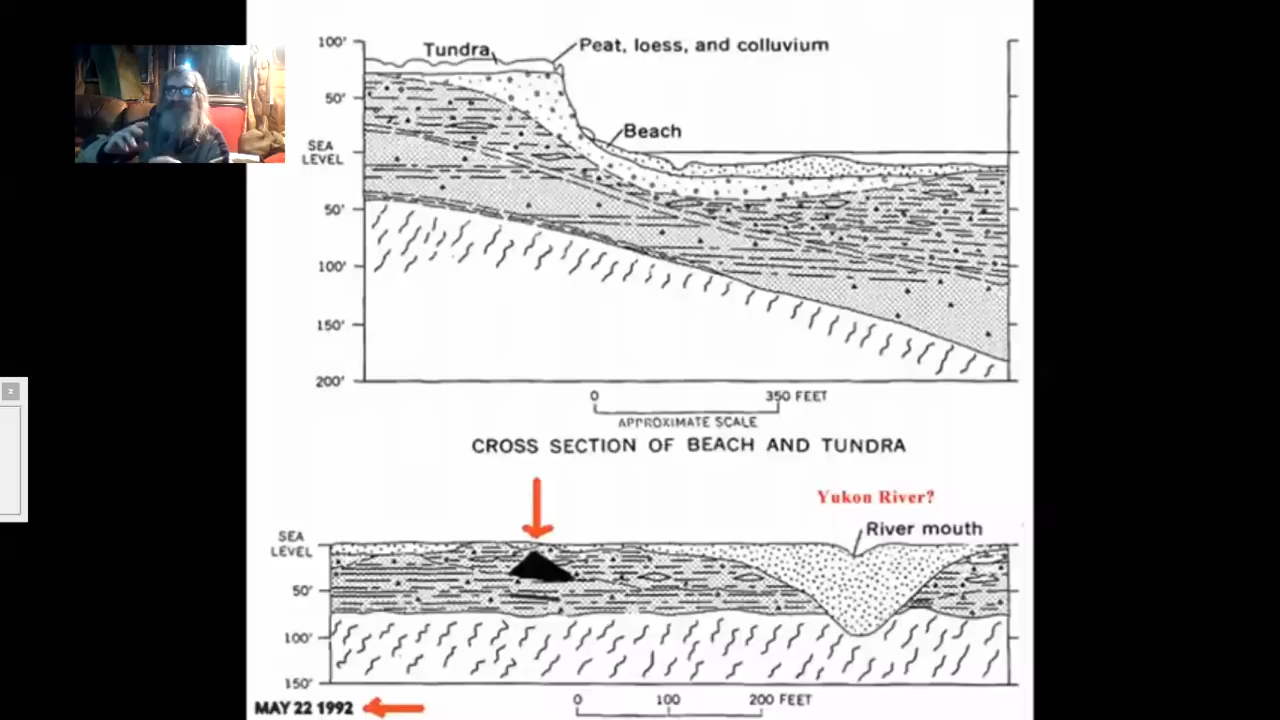 100'
Tundra
Peat, loess, and colluvium
50'
Beach
SEA
LEVEL
50'
100'
150'
200'
0 350 FEET
APPROXIMATE SCALE
CROSS SECTION OF BEACH AND TUNDRA
Yukon River?
River mouth
SEA
LEVEL
50'
100'
150'
MAY 22 1992
0 100 200 FEET